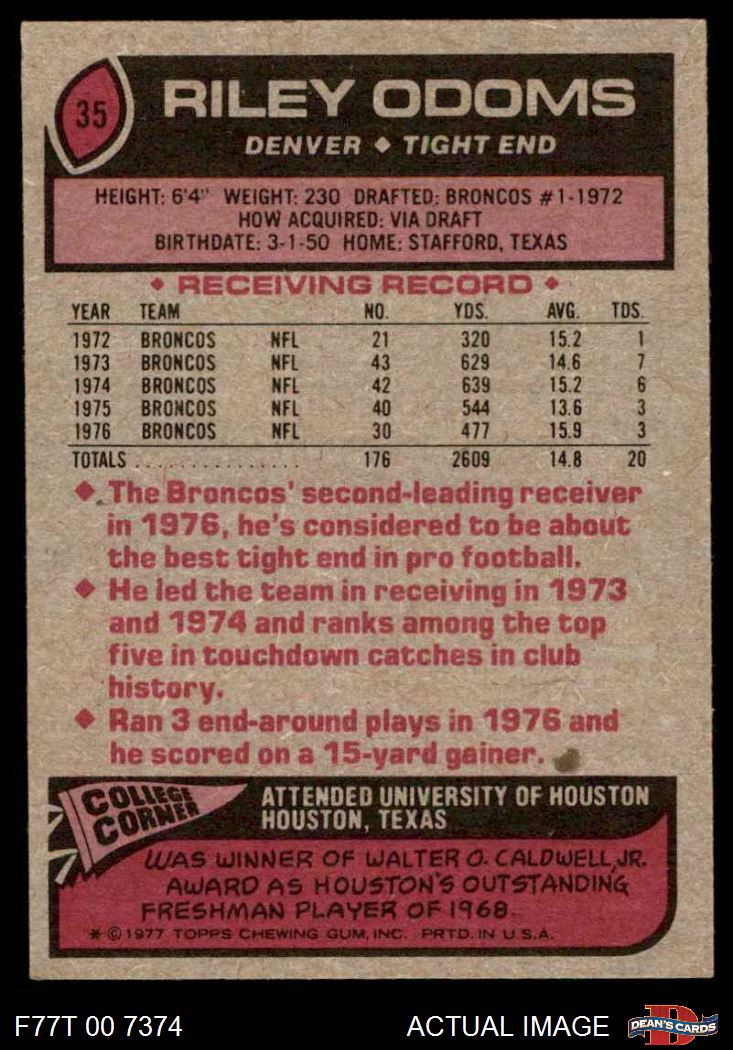 35
RILEY ODOMS
DENVER ◆ TIGHT END
HEIGHT: 6'4" WEIGHT: 230 DRAFTED: BRONCOS #1-1972
HOW ACQUIRED: VIA DRAFT
BIRTHDATE: 3-1-50 HOME: STAFFORD, TEXAS
◆ RECEIVING RECORD ◆
YEAR TEAM NO. YDS. AVG. TDS.
1972 BRONCOS NFL 21 320 15.2 1
1973 BRONCOS NFL 43 629 14.6 7
1974 BRONCOS NFL 42 639 15.2 6
1975 BRONCOS NFL 40 544 13.6 3
1976 BRONCOS NFL 30 477 15.9 3
TOTALS ................ 176 2609 14.8 20
◆ The Broncos' second-leading receiver
in 1976, he's considered to be about
the best tight end in pro football.
◆ He led the team in receiving in 1973
and 1974 and ranks among the top
five in touchdown catches in club
history.
◆ Ran 3 end-around plays in 1976 and
he scored on a 15-yard gainer.
COLLEGE
CORNER
ATTENDED UNIVERSITY OF HOUSTON
HOUSTON, TEXAS
WAS WINNER OF WALTER O. CALDWELL, JR.
AWARD AS HOUSTON'S OUTSTANDING
FRESHMAN PLAYER OF 1968.
* © 1977 TOPPS CHEWING GUM, INC. PRTD. IN U.S.A.
F77T 00 7374 ACTUAL IMAGE
D
DEAN'S CARDS